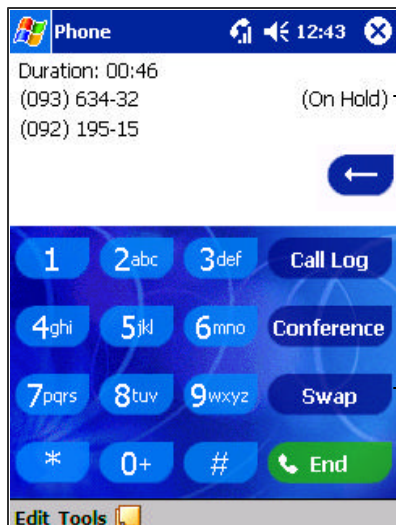 Phone 12:43
Duration: 00:46
(093) 634-32 (On Hold)
(092) 195-15
1 2abc 3def Call Log
4ghi 5jkl 6mno Conference
7pqrs 8tuv 9wxyz Swap
* 0+ # End
Edit Tools